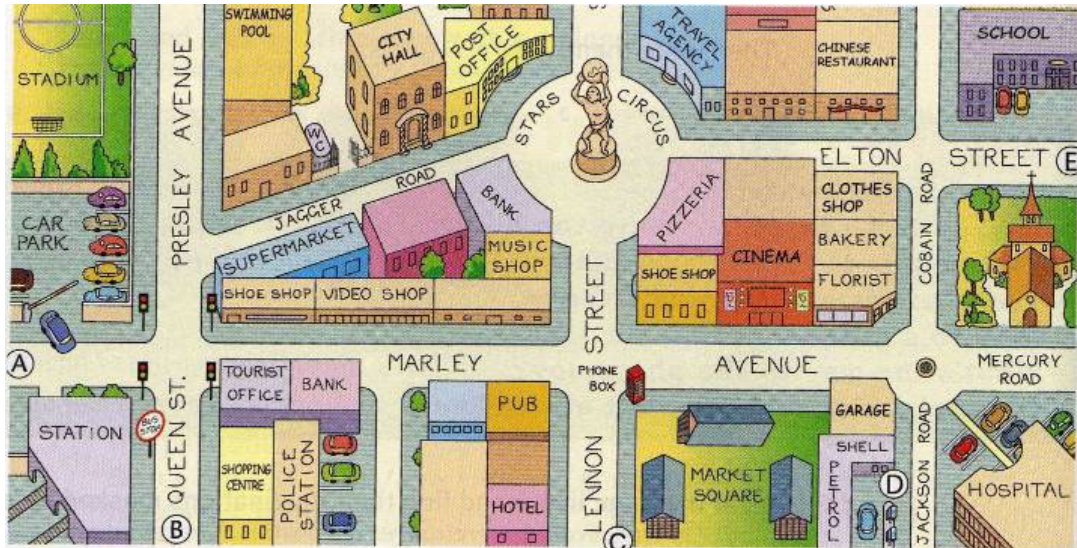 SWIMMING
POOL
STADIUM
PRESLEY AVENUE
CITY
HALL
POST
OFFICE
WC
S
STARS CIRCUS
TRAVEL
AGENCY
CHINESE
RESTAURANT
SCHOOL
ELTON STREET
E
CAR
PARK
JAGGER ROAD
SUPERMARKET
BANK
MUSIC
SHOP
SHOE SHOP
VIDEO SHOP
PIZZERIA
SHOE SHOP
CINEMA
CLOTHES
SHOP
BAKERY
FLORIST
COBAIN ROAD
A
MARLEY AVENUE
LENNON STREET
MERCURY
ROAD
PHONE
BOX
STATION
BUS
STOP
QUEEN ST.
B
TOURIST
OFFICE
BANK
SHOPPING
CENTRE
POLICE
STATION
PUB
HOTEL
C
MARKET
SQUARE
GARAGE
SHELL
PETROL
D
JACKSON ROAD
HOSPITAL